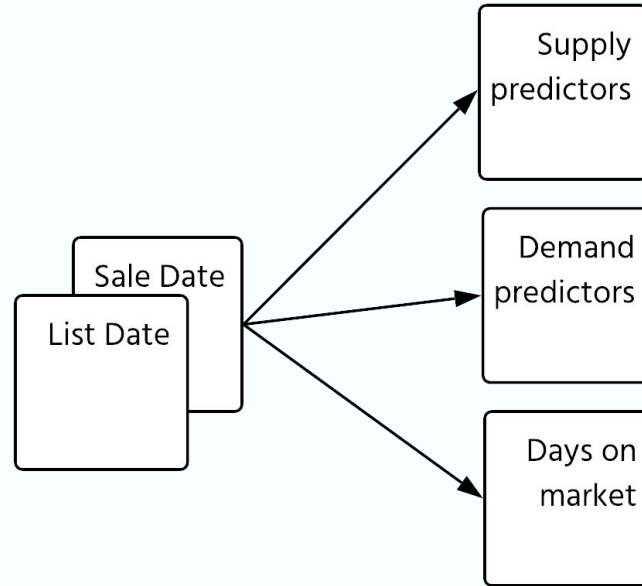 Supply
predictors
Sale Date
List Date
Demand
predictors
Days on
market